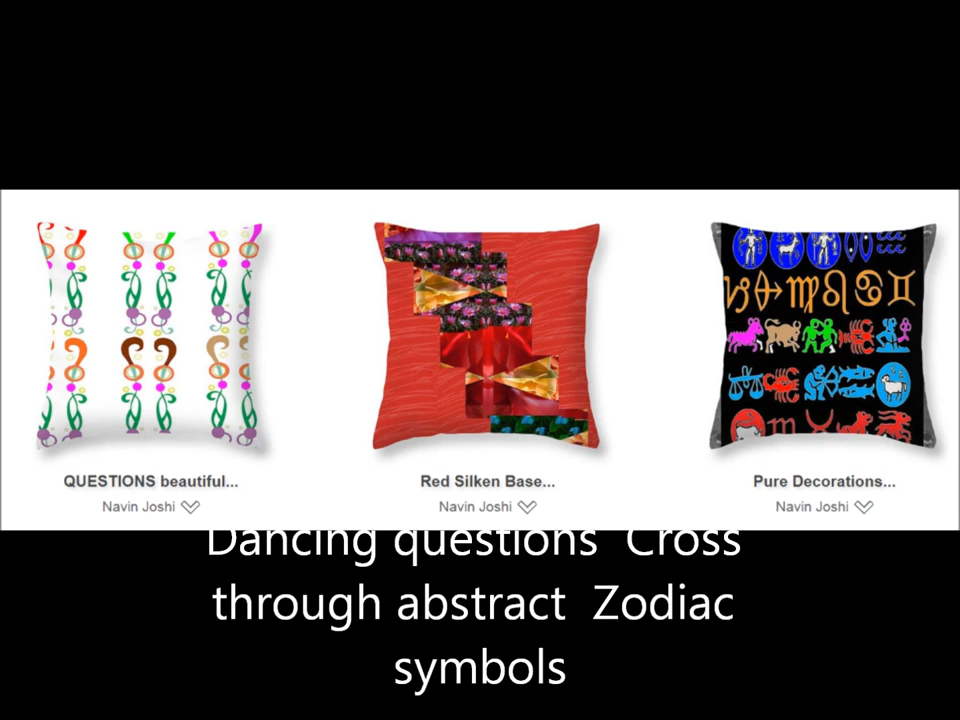 QUESTIONS beautiful... Red Silken Base... Pure Decorations...
Navin Joshi Navin Joshi Navin Joshi
Dancing questions Cross
through abstract Zodiac
symbols